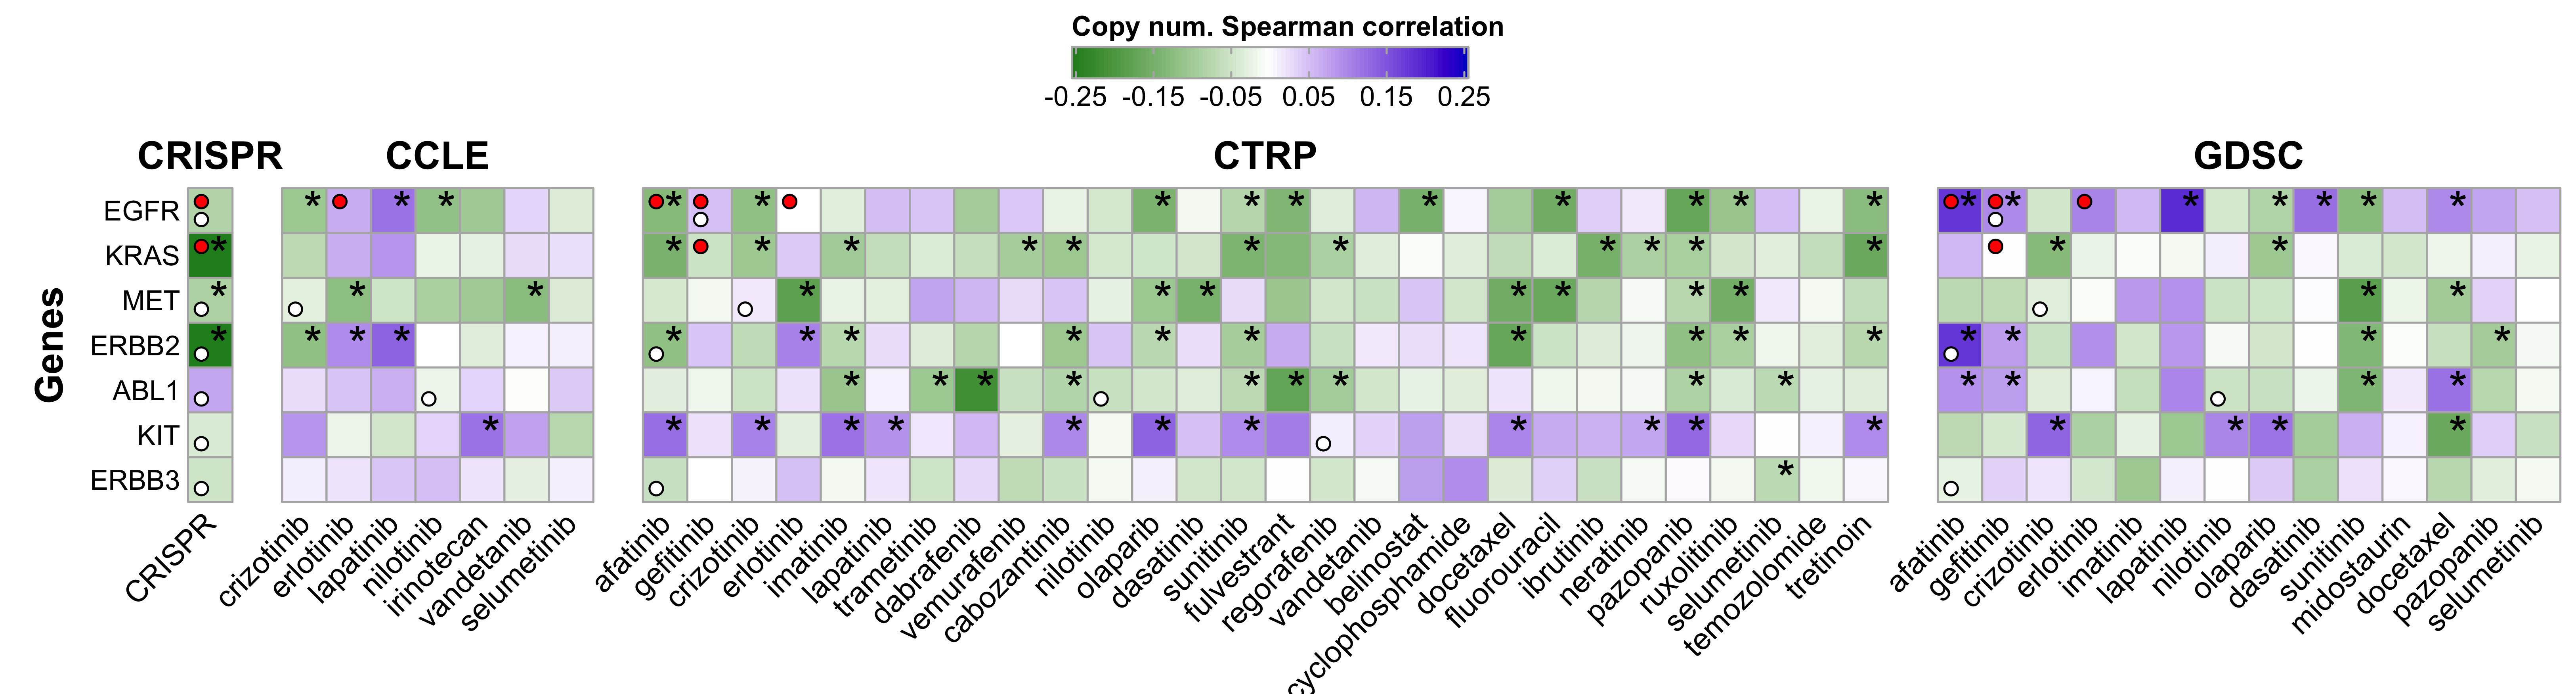 Copy num. Spearman correlation
-0.25 -0.15 -0.05 0.05 0.15 0.25
CRISPR CCLE CTRP GDSC
Genes
EGFR
KRAS
MET
ERBB2
ABL1
KIT
ERBB3
CRISPR
crizotinib
erlotinib
lapatinib
nilotinib
irinotecan
vandetanib
selumetinib
afatinib
gefitinib
crizotinib
erlotinib
imatinib
lapatinib
trametinib
dabrafenib
vemurafenib
cabozantinib
nilotinib
olaparib
dasatinib
sunitinib
fulvestrant
regorafenib
vandetanib
belinostat
cyclophosphamide
docetaxel
fluorouracil
ibrutinib
neratinib
pazopanib
ruxolitinib
selumetinib
temozolomide
tretinoin
afatinib
gefitinib
crizotinib
erlotinib
imatinib
lapatinib
nilotinib
olaparib
dasatinib
sunitinib
midostaurin
docetaxel
pazopanib
selumetinib